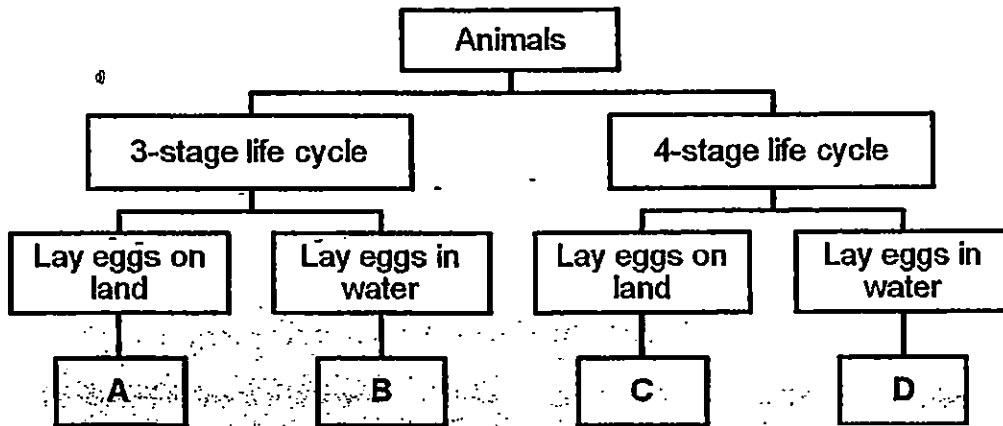 Animals
3-stage life cycle
4-stage life cycle
Lay eggs on
land
Lay eggs in
water
Lay eggs on
land
Lay eggs in
water
A
B
C
D